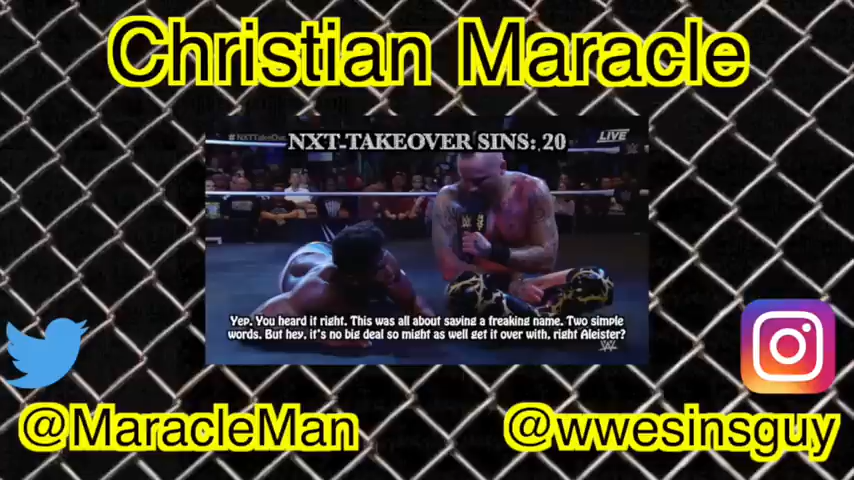 Christian Maracle
#NXTTakeOver
NXT-TAKEOVER SINS: 20
LIVE
Yep. You heard it right. This was all about saying a freaking name. Two simple
words. But hey, it's no big deal so might as well get it over with, right Aleister?
@MaracleMan
@wwesinsguy